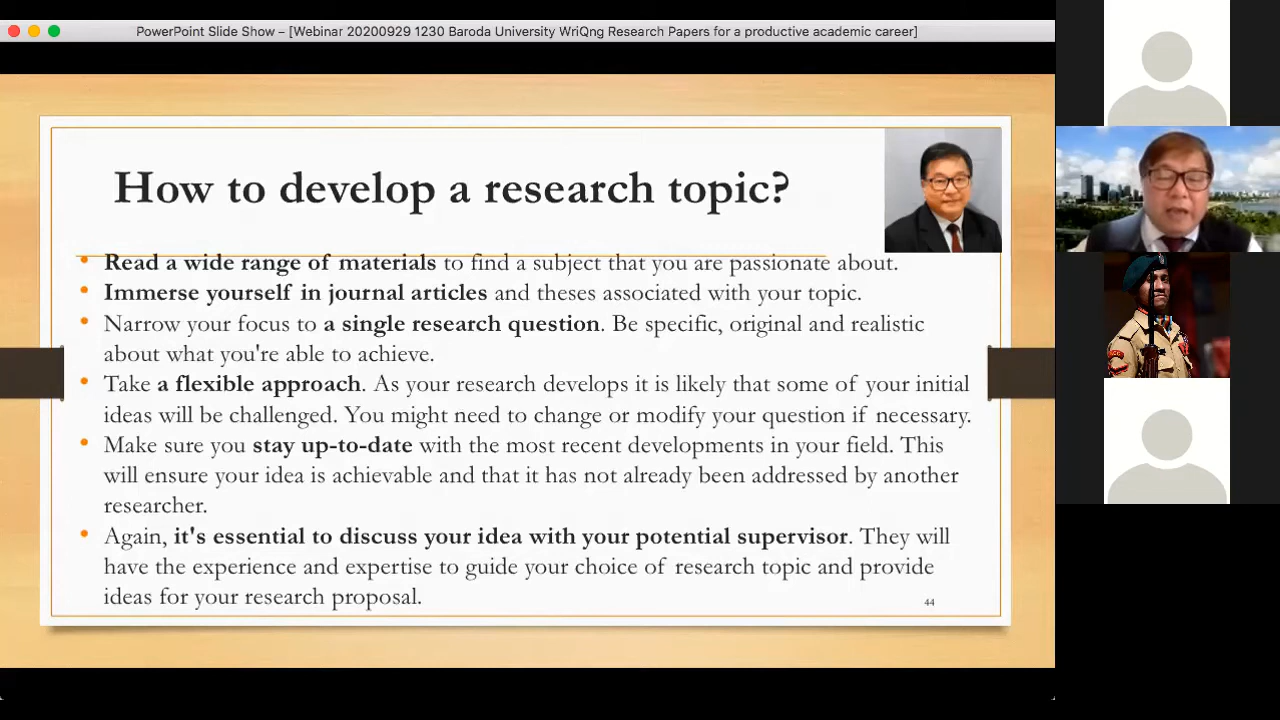 PowerPoint Slide Show – [Webinar 20200929 1230 Baroda University WriQng Research Papers for a productive academic career]
How to develop a research topic?
• Read a wide range of materials to find a subject that you are passionate about.
• Immerse yourself in journal articles and theses associated with your topic.
• Narrow your focus to a single research question. Be specific, original and realistic
about what you're able to achieve.
• Take a flexible approach. As your research develops it is likely that some of your initial
ideas will be challenged. You might need to change or modify your question if necessary.
• Make sure you stay up-to-date with the most recent developments in your field. This
will ensure your idea is achievable and that it has not already been addressed by another
researcher.
• Again, it's essential to discuss your idea with your potential supervisor. They will
have the experience and expertise to guide your choice of research topic and provide
ideas for your research proposal.
44